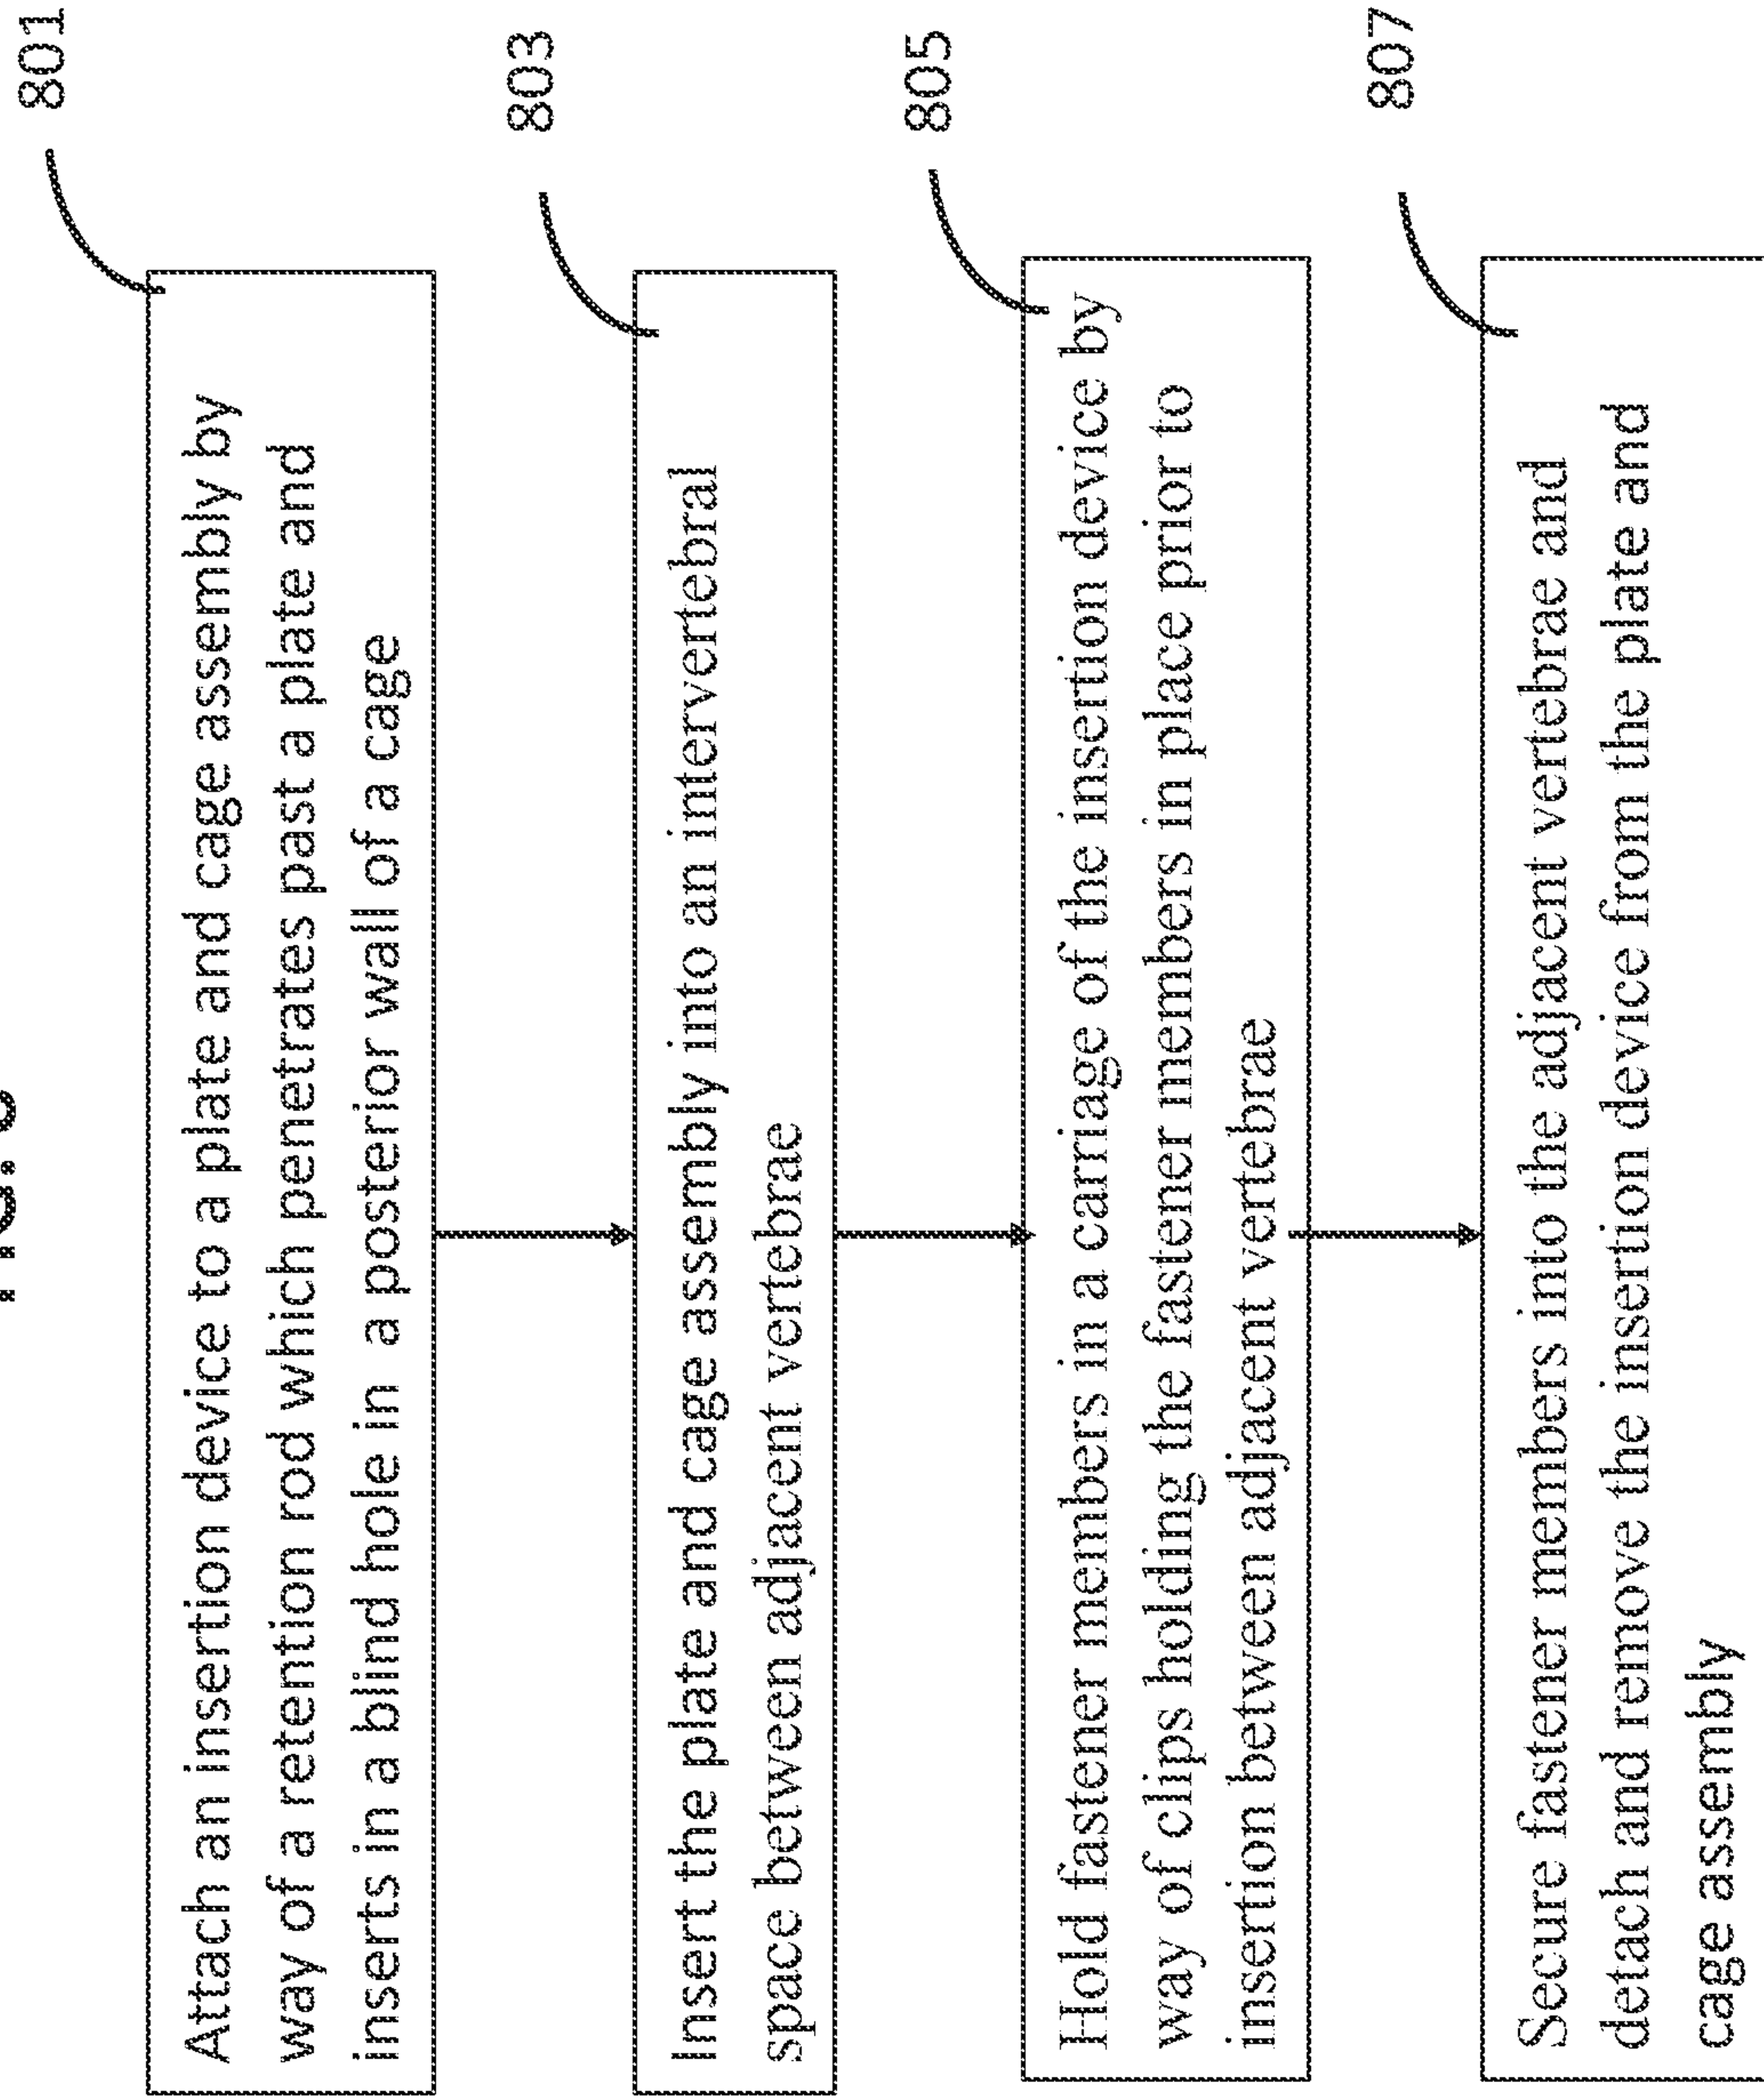 801
Attach an insertion device to a plate and cage assembly by
way of a retention rod which penetrates past a plate and
inserts in a blind hole in a posterior wall of a cage
803
Insert the plate and cage assembly into an intervertebral
space between adjacent vertebrae
805
Hold fastener members in a carriage of the insertion device by
way of clips holding the fastener members in place prior to
insertion between adjacent vertebrae
807
Secure fastener members into the adjacent vertebrae and
detach and remove the insertion device from the plate and
cage assembly